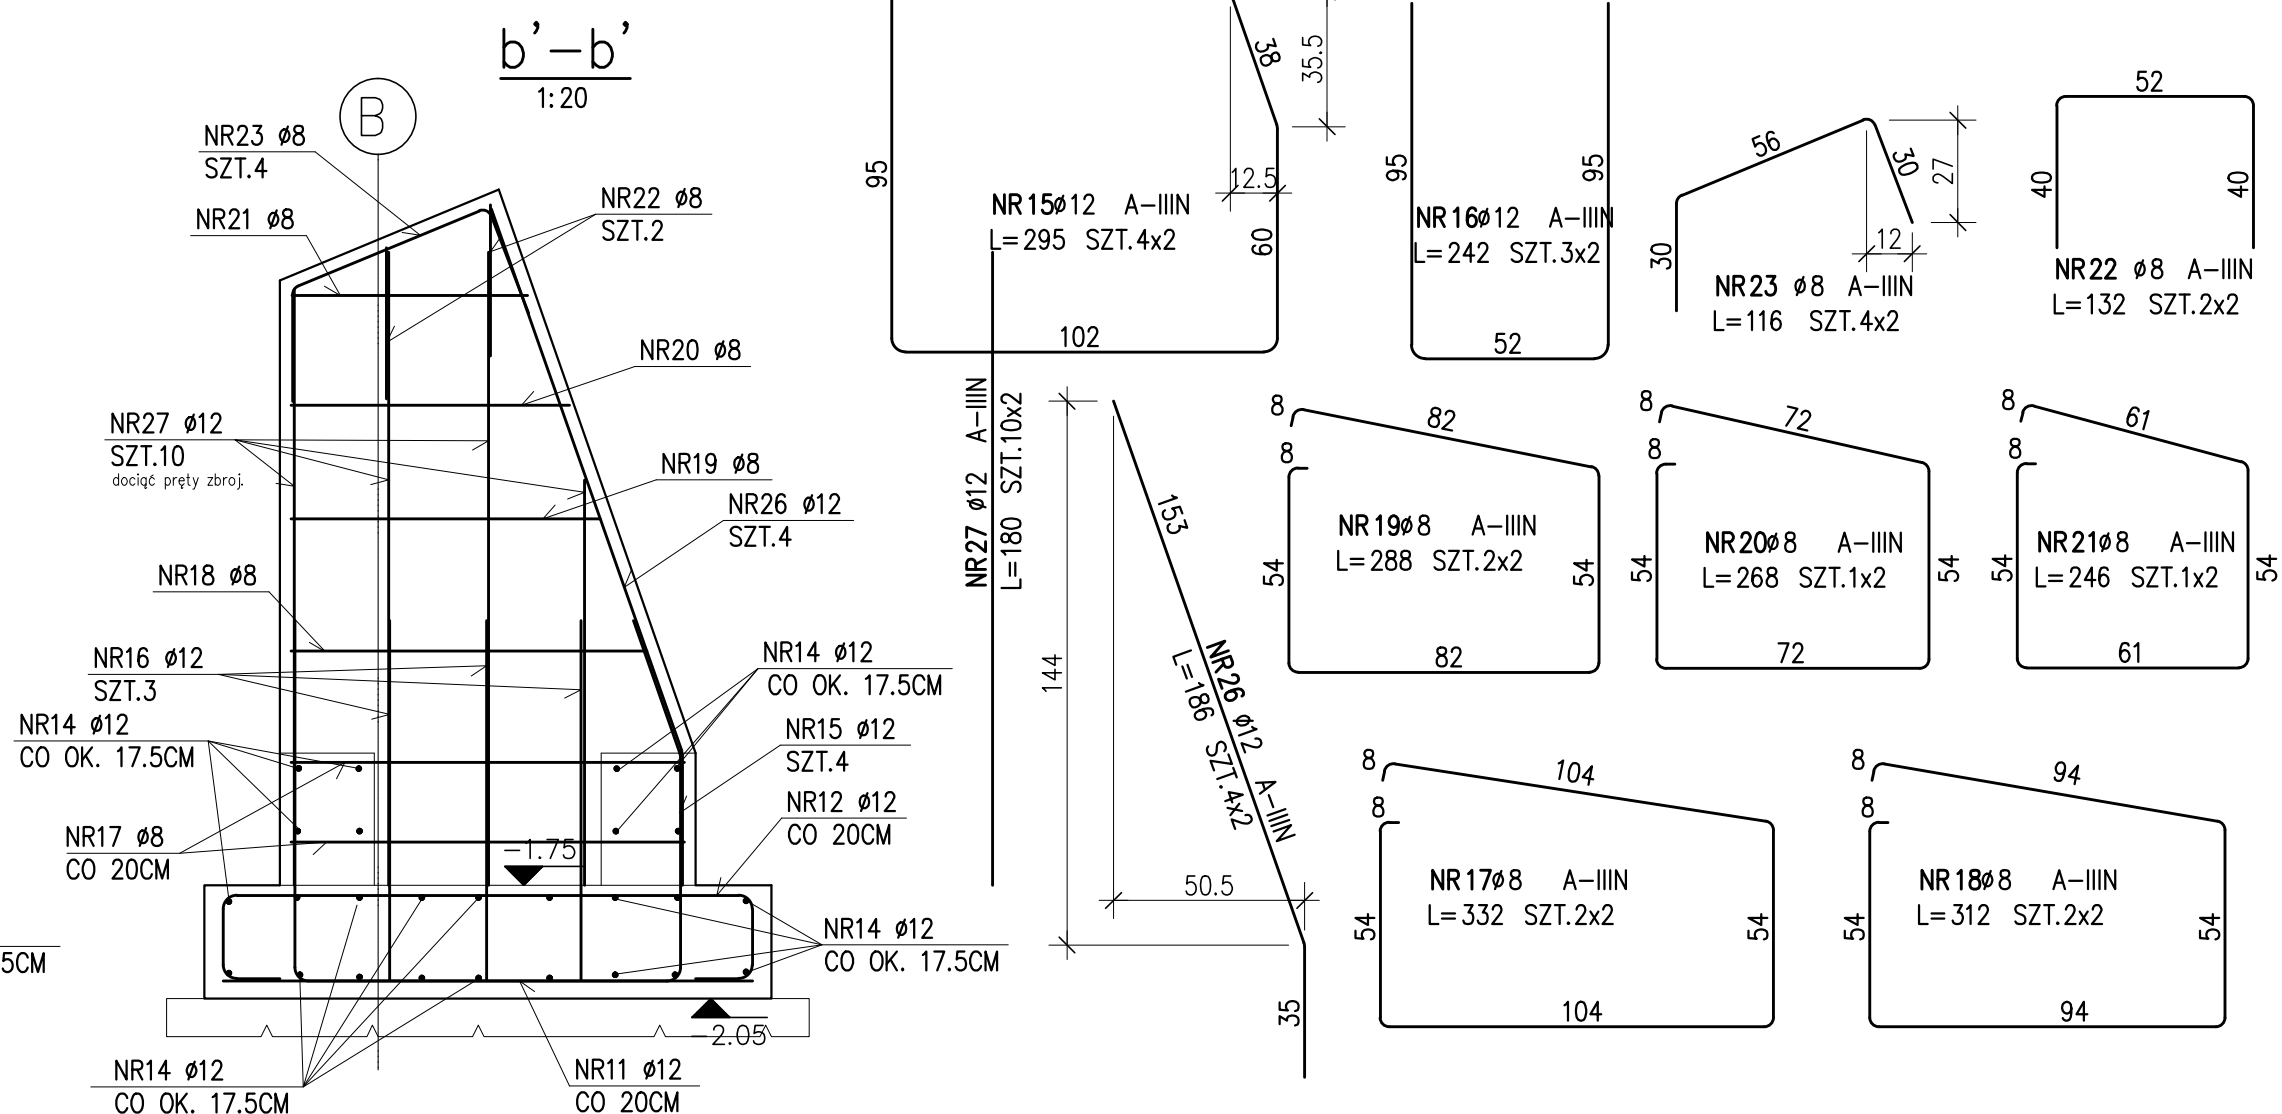 b'-b'
1:20
B
NR23 ø8
SZT.4
NR21 ø8
NR22 ø8
SZT.2
NR20 ø8
NR27 ø12
SZT.10
dociąć pręty zbroj.
NR19 ø8
NR26 ø12
SZT.4
NR18 ø8
NR16 ø12
SZT.3
NR14 ø12
CO OK. 17.5CM
NR14 ø12
CO OK. 17.5CM
NR15 ø12
SZT.4
NR12 ø12
CO 20CM
NR17 ø8
CO 20CM
-1.75
NR14 ø12
CO OK. 17.5CM
5CM
-2.05
NR14 ø12
CO OK. 17.5CM
NR11 ø12
CO 20CM
38
35.5
95
12.5
NR15ø12 A-IIIN
L=295 SZT.4x2
60
102
95
95
NR16ø12 A-IIIN
L=242 SZT.3x2
52
56
30
27
12
30
NR23 ø8 A-IIIN
L=116 SZT.4x2
52
40
40
NR22 ø8 A-IIIN
L=132 SZT.2x2
NR27 ø12 A-IIIN
L=180 SZT.10x2
153
144
NR26 ø12 A-IIIN
L=186 SZT.4x2
50.5
35
8
82
8
NR19ø8 A-IIIN
L=288 SZT.2x2
54
54
82
8
72
8
NR20ø8 A-IIIN
L=268 SZT.1x2
54
54
72
8
61
8
NR21ø8 A-IIIN
L=246 SZT.1x2
54
54
61
8
104
8
NR17ø8 A-IIIN
L=332 SZT.2x2
54
54
104
8
94
8
NR18ø8 A-IIIN
L=312 SZT.2x2
54
54
94